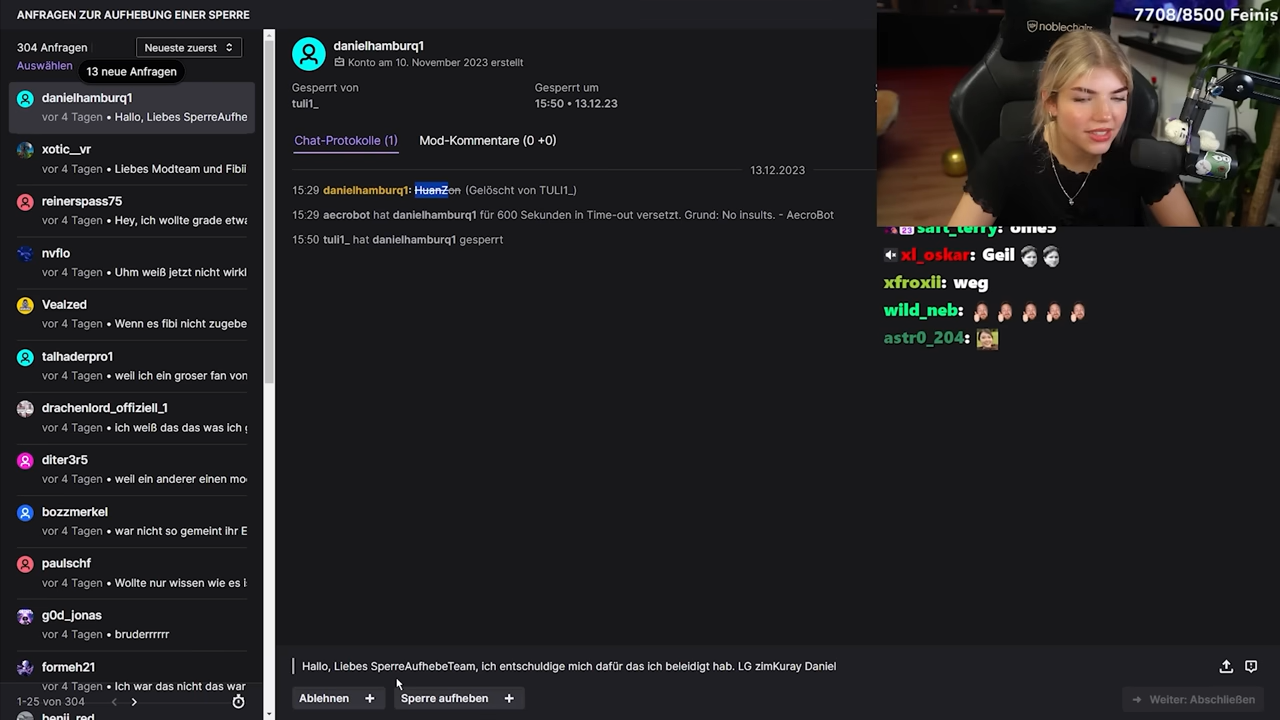 ANFRAGEN ZUR AUFHEBUNG EINER SPERRE
304 Anfragen
Neueste zuerst
Auswählen
13 neue Anfragen
danielhamburq1
vor 4 Tagen • Hallo, Liebes SperreAufhe
xotic__vr
vor 4 Tagen • Liebes Modteam und Fibii
reinerspass75
vor 4 Tagen • Hey, ich wollte grade etwa
nvflo
vor 4 Tagen • Uhm weiß jetzt nicht wirkl
Vealzed
vor 4 Tagen • Wenn es fibi nicht zugebe
talhaderpro1
vor 4 Tagen • weil ich ein groser fan von
drachenlord_offiziell_1
vor 4 Tagen • ich weiß das das was ich g
diter3r5
vor 4 Tagen • weil ein anderer einen mo
bozzmerkel
vor 4 Tagen • war nicht so gemeint ihr E
paulschf
vor 4 Tagen • Wollte nur wissen wie es i
g0d_jonas
vor 4 Tagen • bruderrrrrr
formeh21
vor 4 Tagen • Ich war das nicht das war
1-25 von 304
benji_red
danielhamburq1
Konto am 10. November 2023 erstellt
Gesperrt von
Gesperrt um
tuli1_
15:50 • 13.12.23
Chat-Protokolle (1)
Mod-Kommentare (0 +0)
13.12.2023
15:29 danielhamburq1: HuanZon (Gelöscht von TULI1_)
15:29 aecrobot hat danielhamburq1 für 600 Sekunden in Time-out versetzt. Grund: No insults. - AecroBot
15:50 tuli1_ hat danielhamburq1 gesperrt
Hallo, Liebes SperreAufhebeTeam, ich entschuldige mich dafür das ich beleidigt hab. LG zimKuray Daniel
Ablehnen +
Sperre aufheben +
Weiter: Abschließen
7708/8500 Feinis
noblechairs
23
saft_terry: ome5
xl_oskar: Geil
xfroxii: weg
wild_neb:
astr0_204: